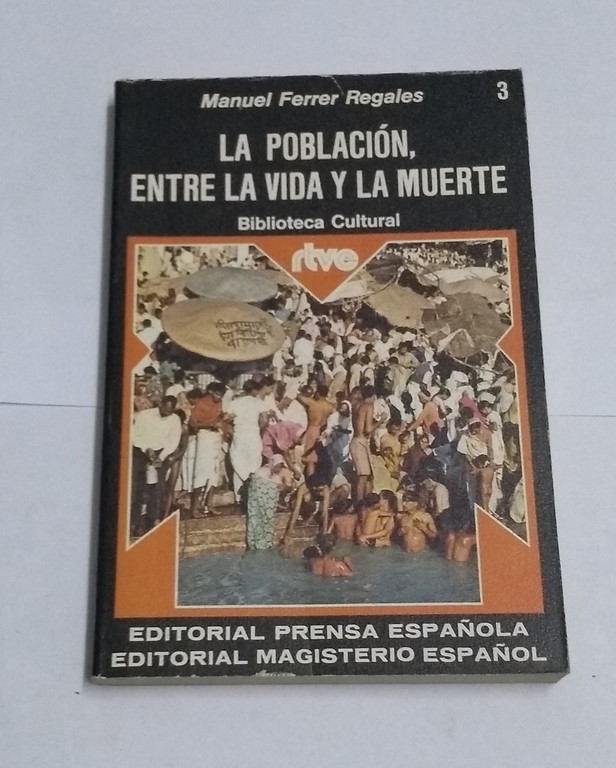 Manuel Ferrer Regales
3
LA POBLACIÓN,
ENTRE LA VIDA Y LA MUERTE
Biblioteca Cultural
rtve
EDITORIAL PRENSA ESPAÑOLA
EDITORIAL MAGISTERIO ESPAÑOL